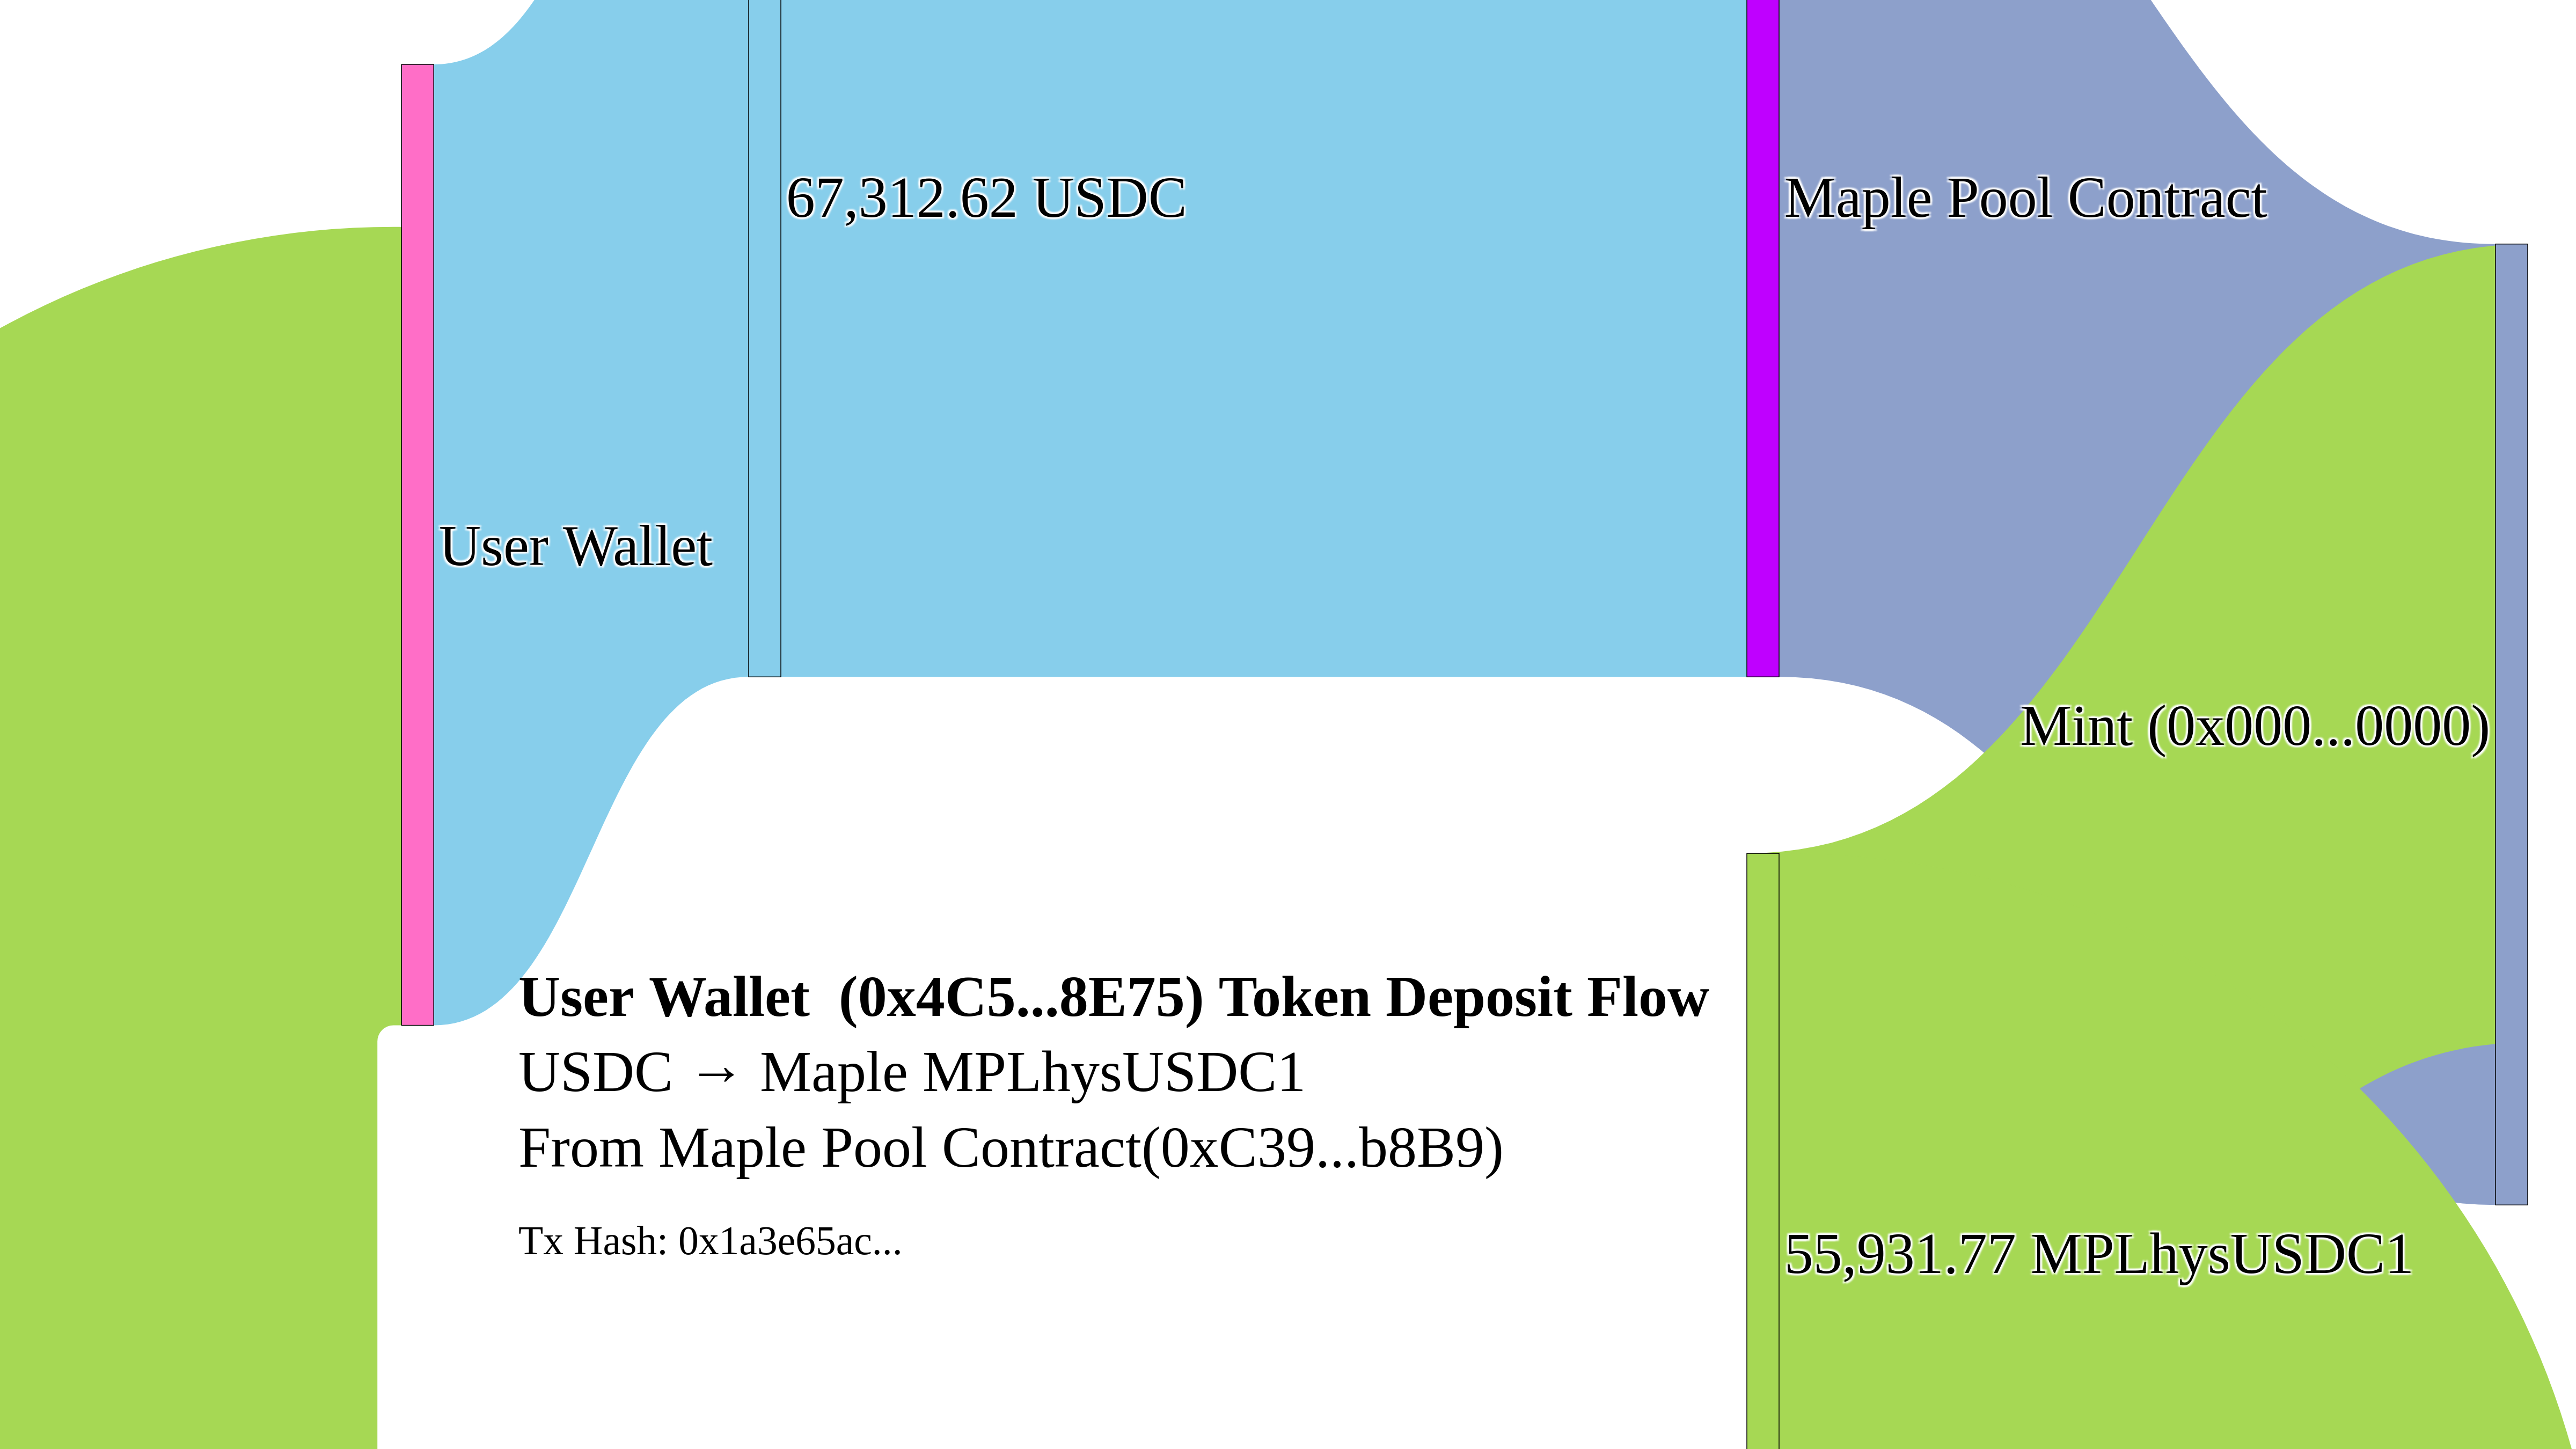 67,312.62 USDC
Maple Pool Contract
User Wallet
Mint (0x000...0000)
User Wallet  (0x4C5...8E75) Token Deposit Flow
USDC → Maple MPLhysUSDC1
From Maple Pool Contract(0xC39...b8B9)
Tx Hash: 0x1a3e65ac...
55,931.77 MPLhysUSDC1